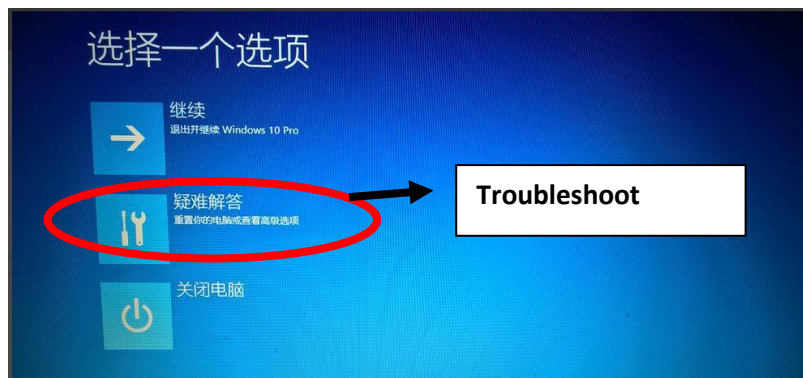 选择一个选项
继续
退出并继续 Windows 10 Pro
疑难解答
重置你的电脑或查看高级选项
Troubleshoot
关闭电脑